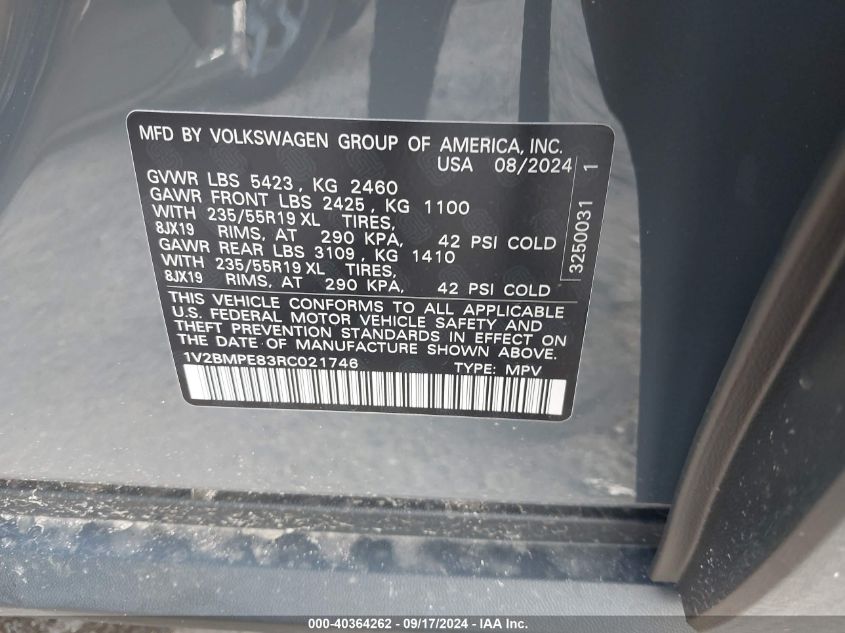 MFD BY VOLKSWAGEN GROUP OF AMERICA, INC.
USA 08/2024
GVWR LBS 5423, KG 2460
GAWR FRONT LBS 2425, KG 1100
WITH 235/55R19 XL TIRES,
8JX19 RIMS, AT 290 KPA, 42 PSI COLD
GAWR REAR LBS 3109, KG 1410
WITH 235/55R19 XL TIRES,
8JX19 RIMS, AT 290 KPA, 42 PSI COLD
3250031 1
THIS VEHICLE CONFORMS TO ALL APPLICABLE
U.S. FEDERAL MOTOR VEHICLE SAFETY AND
THEFT PREVENTION STANDARDS IN EFFECT ON
THE DATE OF MANUFACTURE SHOWN ABOVE.
1V2BMPE83RC021746 TYPE: MPV
000-40364262 - 09/17/2024 - IAA Inc.